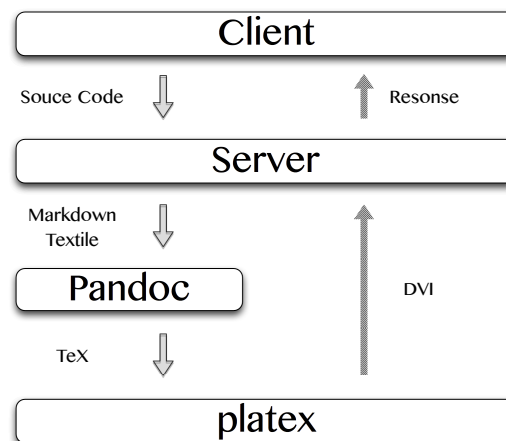 Client
Souce Code
Resonse
Server
Markdown
Textile
Pandoc
DVI
TeX
platex